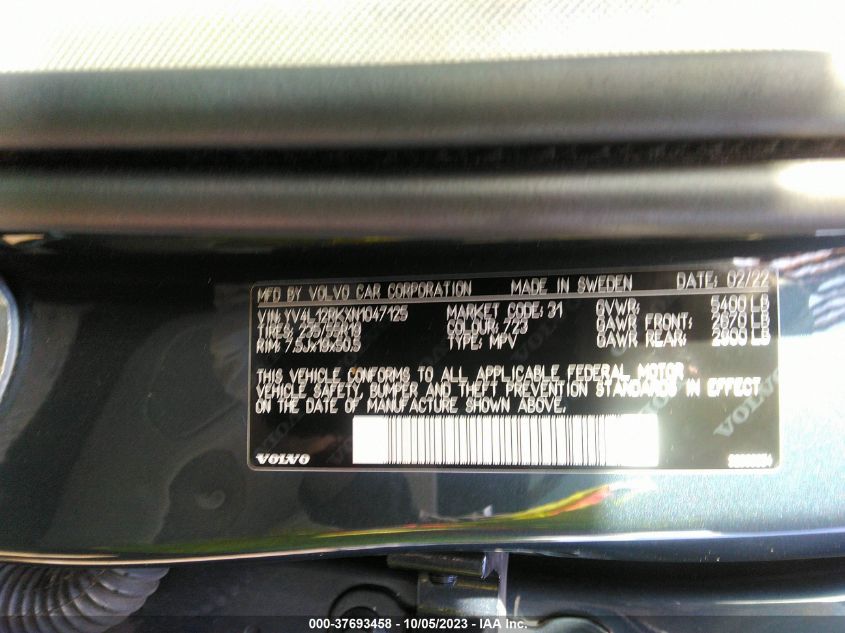 MFD BY VOLVO CAR CORPORATION MADE IN SWEDEN DATE: 02/22
VIN: YV4L12RKXN1047125 MARKET CODE: 31 GVWR: 5400 LB
TIRES: 235/55R19 COLOUR: 723 GAWR FRONT: 2670 LB
RIM: 7.5Jx19x50.5 TYPE: MPV GAWR REAR: 2900 LB
THIS VEHICLE CONFORMS TO ALL APPLICABLE FEDERAL MOTOR
VEHICLE SAFETY, BUMPER AND THEFT PREVENTION STANDARDS IN EFFECT
ON THE DATE OF MANUFACTURE SHOWN ABOVE.
VOLVO
000-37693458 - 10/05/2023 - IAA Inc.